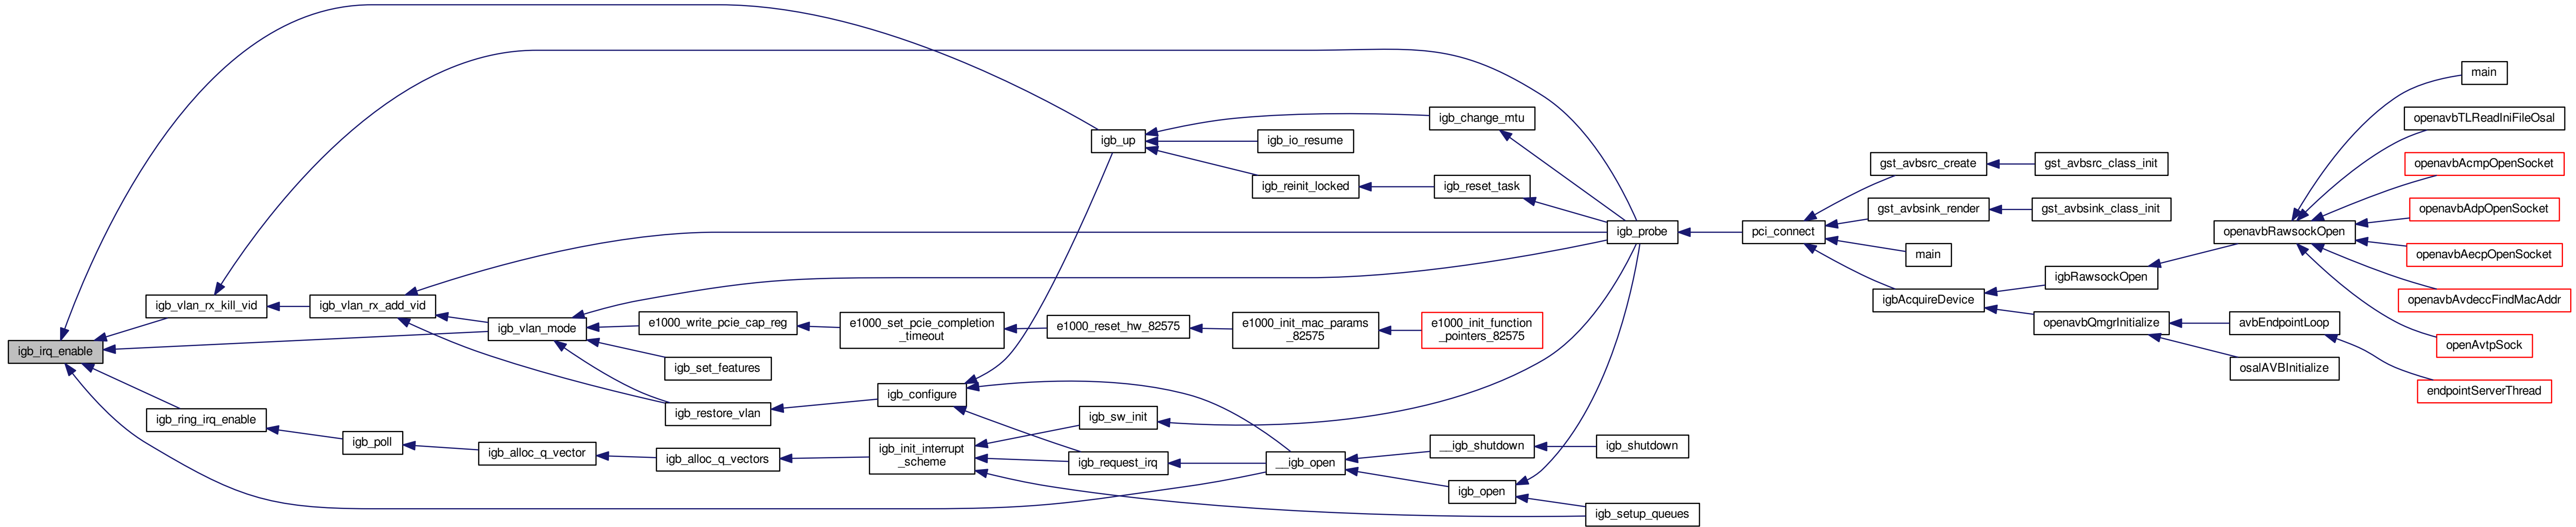 igb_irq_enable
igb_vlan_rx_kill_vid
igb_ring_irq_enable
igb_vlan_rx_add_vid
igb_poll
igb_vlan_mode
igb_alloc_q_vector
e1000_write_pcie_cap_reg
igb_set_features
igb_restore_vlan
igb_alloc_q_vectors
e1000_set_pcie_completion
_timeout
igb_configure
igb_init_interrupt
_scheme
igb_up
e1000_reset_hw_82575
igb_sw_init
igb_request_irq
igb_io_resume
igb_reinit_locked
e1000_init_mac_params
_82575
__igb_open
igb_change_mtu
igb_reset_task
e1000_init_function
_pointers_82575
__igb_shutdown
igb_open
igb_probe
igb_shutdown
igb_setup_queues
pci_connect
gst_avbsrc_create
gst_avbsink_render
main
igbAcquireDevice
gst_avbsrc_class_init
gst_avbsink_class_init
igbRawsockOpen
openavbQmgrInitialize
openavbRawsockOpen
avbEndpointLoop
osalAVBInitialize
main
openavbTLReadIniFileOsal
openavbAcmpOpenSocket
openavbAdpOpenSocket
openavbAecpOpenSocket
openavbAvdeccFindMacAddr
openAvtpSock
endpointServerThread